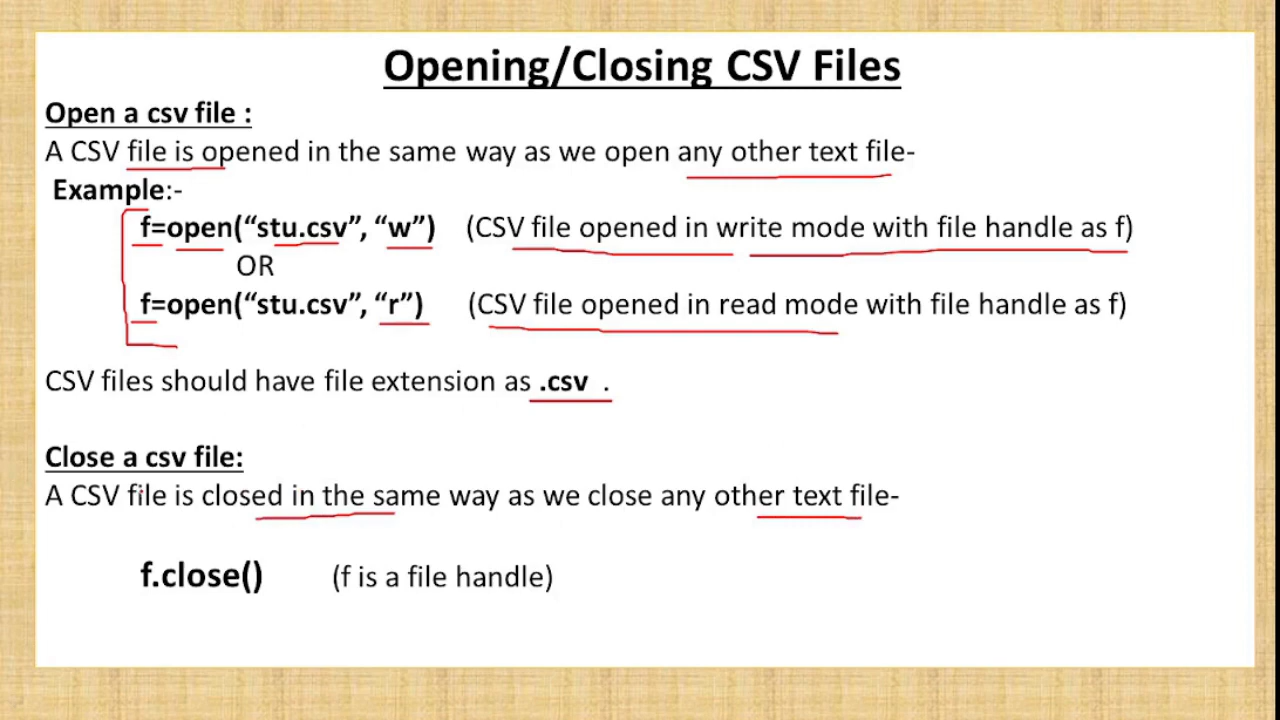 Opening/Closing CSV Files
Open a csv file :
A CSV file is opened in the same way as we open any other text file-
Example:-
f=open(“stu.csv”, “w”) (CSV file opened in write mode with file handle as f)
OR
f=open(“stu.csv”, “r”) (CSV file opened in read mode with file handle as f)
CSV files should have file extension as .csv .
Close a csv file:
A CSV file is closed in the same way as we close any other text file-
f.close() (f is a file handle)